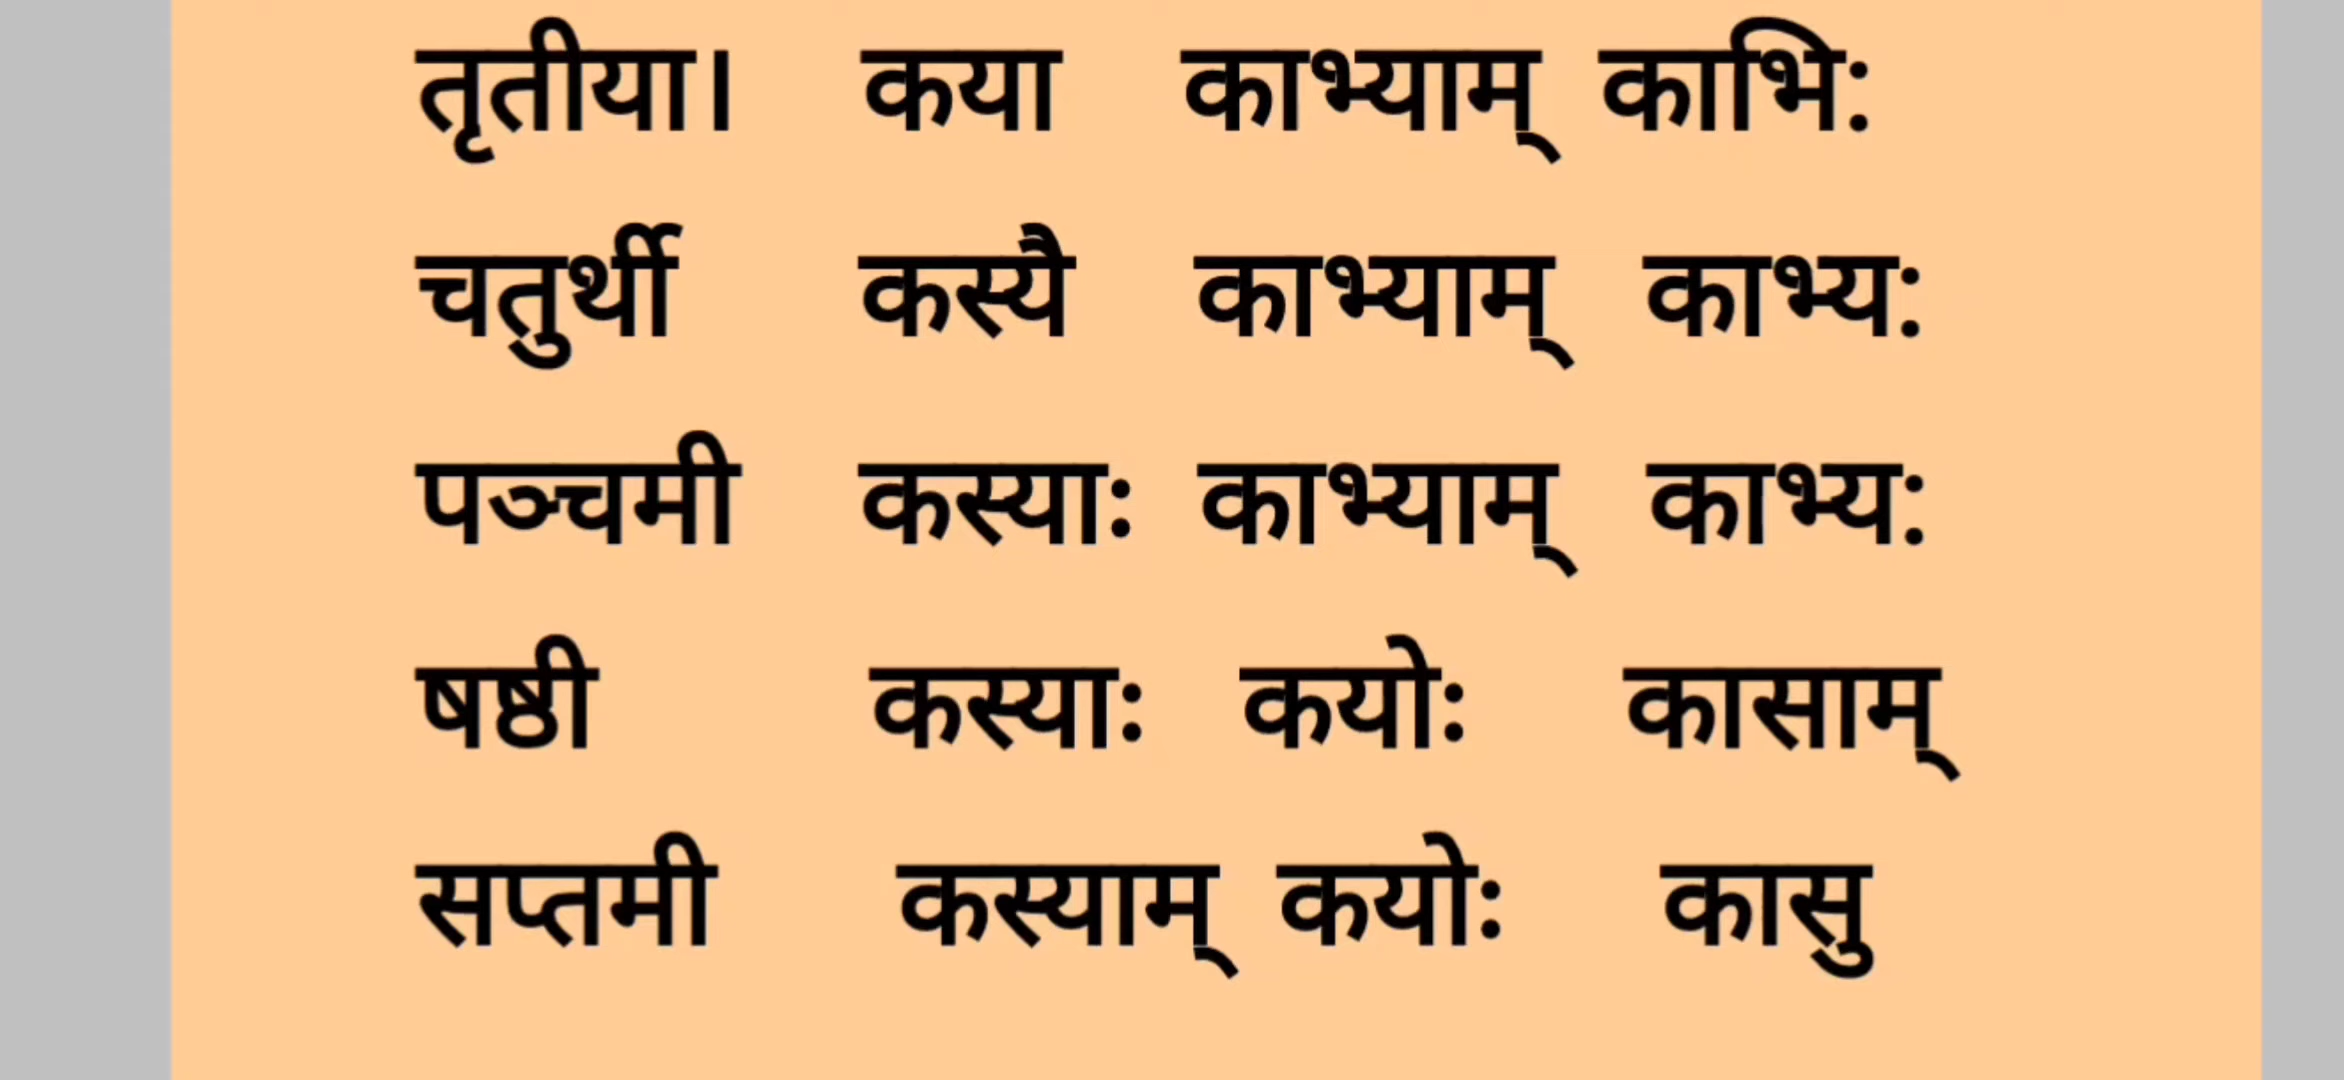 तृतीया। कया काभ्याम् काभि:
चतुर्थी कस्यै काभ्याम् काभ्य:
पञ्चमी कस्याः काभ्याम् काभ्य:
षष्ठी कस्याः कयोः कासाम्
सप्तमी कस्याम् कयोः कासु